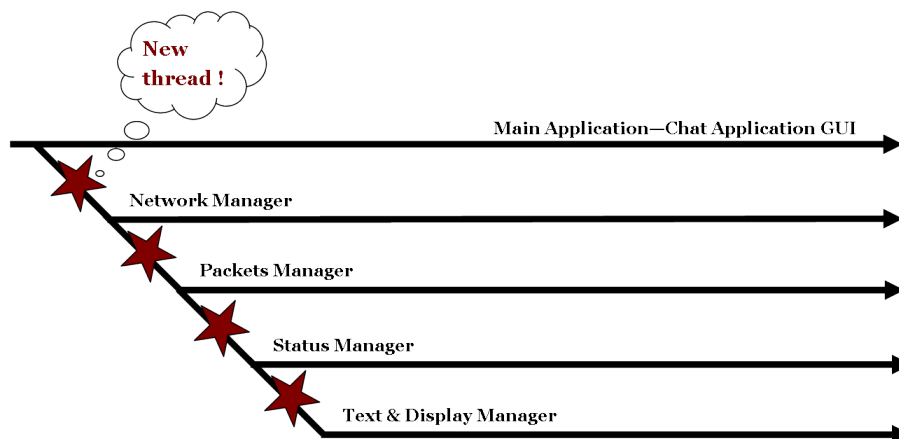 New
thread !
Main Application—Chat Application GUI
Network Manager
Packets Manager
Status Manager
Text & Display Manager